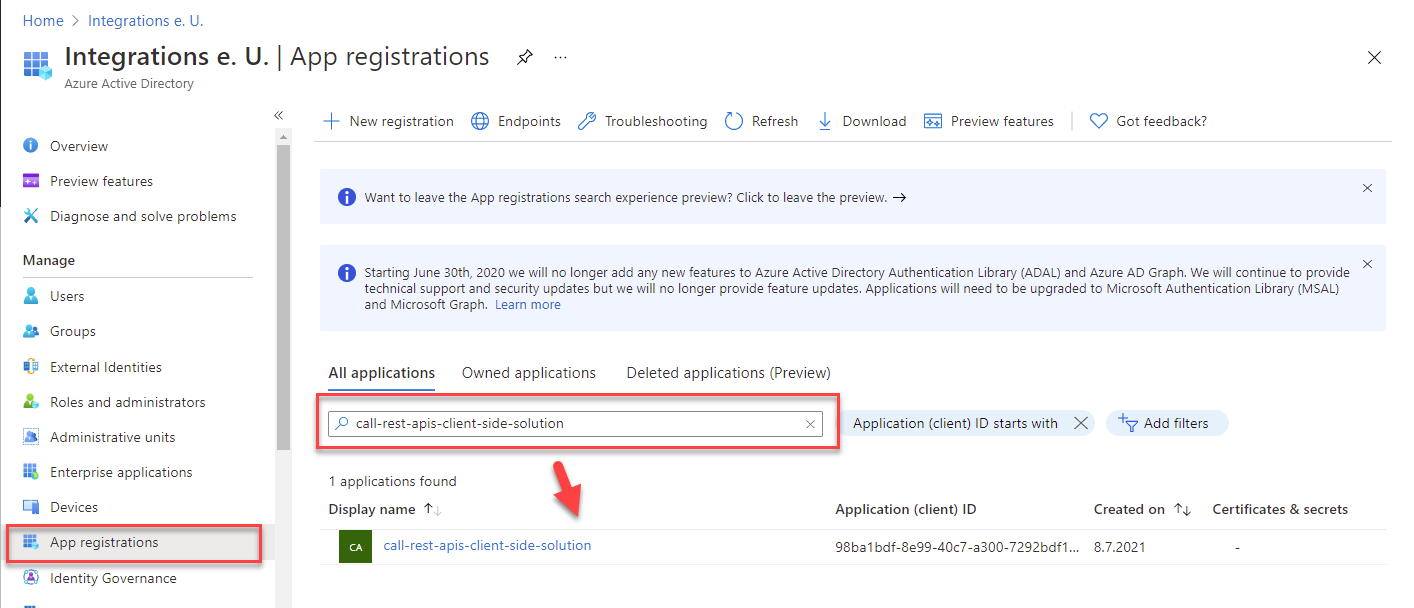 Home > Integrations e. U.
Integrations e. U. | App registrations ...
Azure Active Directory
«
Overview
Preview features
Diagnose and solve problems
Manage
Users
Groups
External Identities
Roles and administrators
Administrative units
Enterprise applications
Devices
App registrations
Identity Governance
New registration Endpoints Troubleshooting Refresh Download Preview features Got feedback?
Want to leave the App registrations search experience preview? Click to leave the preview. →
Starting June 30th, 2020 we will no longer add any new features to Azure Active Directory Authentication Library (ADAL) and Azure AD Graph. We will continue to provide
technical support and security updates but we will no longer provide feature updates. Applications will need to be upgraded to Microsoft Authentication Library (MSAL)
and Microsoft Graph. Learn more
All applications Owned applications Deleted applications (Preview)
call-rest-apis-client-side-solution Application (client) ID starts with Add filters
1 applications found
Display name ↑↓ Application (client) ID Created on ↑↓ Certificates & secrets
CA call-rest-apis-client-side-solution 98ba1bdf-8e99-40c7-a300-7292bdf1... 8.7.2021 -